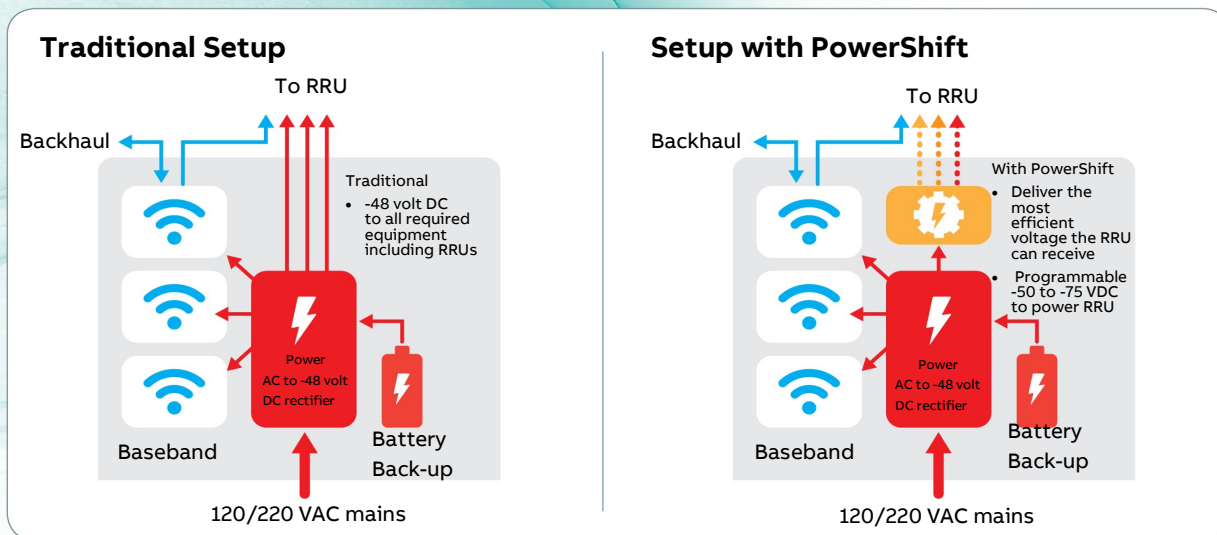 Traditional Setup
To RRU
Backhaul
Traditional
• -48 volt DC
to all required
equipment
including RRUs
Power
AC to -48 volt
DC rectifier
Baseband
Battery
Back-up
120/220 VAC mains
Setup with PowerShift
To RRU
Backhaul
With PowerShift
• Deliver the
most
efficient
voltage the RRU
can receive
• Programmable
-50 to -75 VDC
to power RRU
Power
AC to -48 volt
DC rectifier
Baseband
Battery
Back-up
120/220 VAC mains